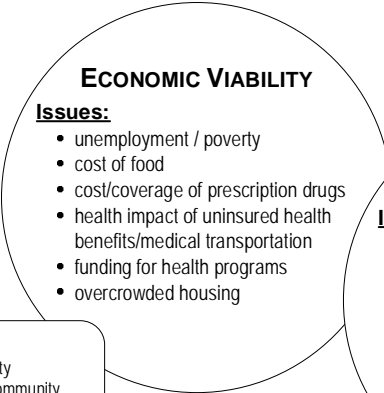 ECONOMIC VIABILITY
Issues:
• unemployment / poverty
• cost of food
• cost/coverage of prescription drugs
• health impact of uninsured health
benefits/medical transportation
• funding for health programs
• overcrowded housing